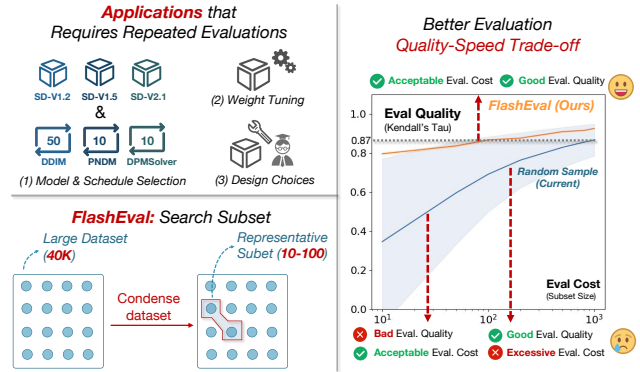 Applications that
Requires Repeated Evaluations
SD-V1.2
SD-V1.5
SD-V2.1
&
50
10
10
DDIM
PNDM
DPMSolver
(1) Model & Schedule Selection
(2) Weight Tuning
(3) Design Choices
FlashEval: Search Subset
Large Dataset
(40K)
Representative
Subet (10-100)
Condense
dataset
Better Evaluation
Quality-Speed Trade-off
Acceptable Eval. Cost
Good Eval. Quality
Eval Quality
(Kendall's Tau)
FlashEval (Ours)
Random Sample
(Current)
Eval Cost
(Subset Size)
1.0
0.87
0.8
0.6
0.4
0.2
0.0
10¹
10²
10³
Bad Eval. Quality
Good Eval. Quality
Acceptable Eval. Cost
Excessive Eval. Cost